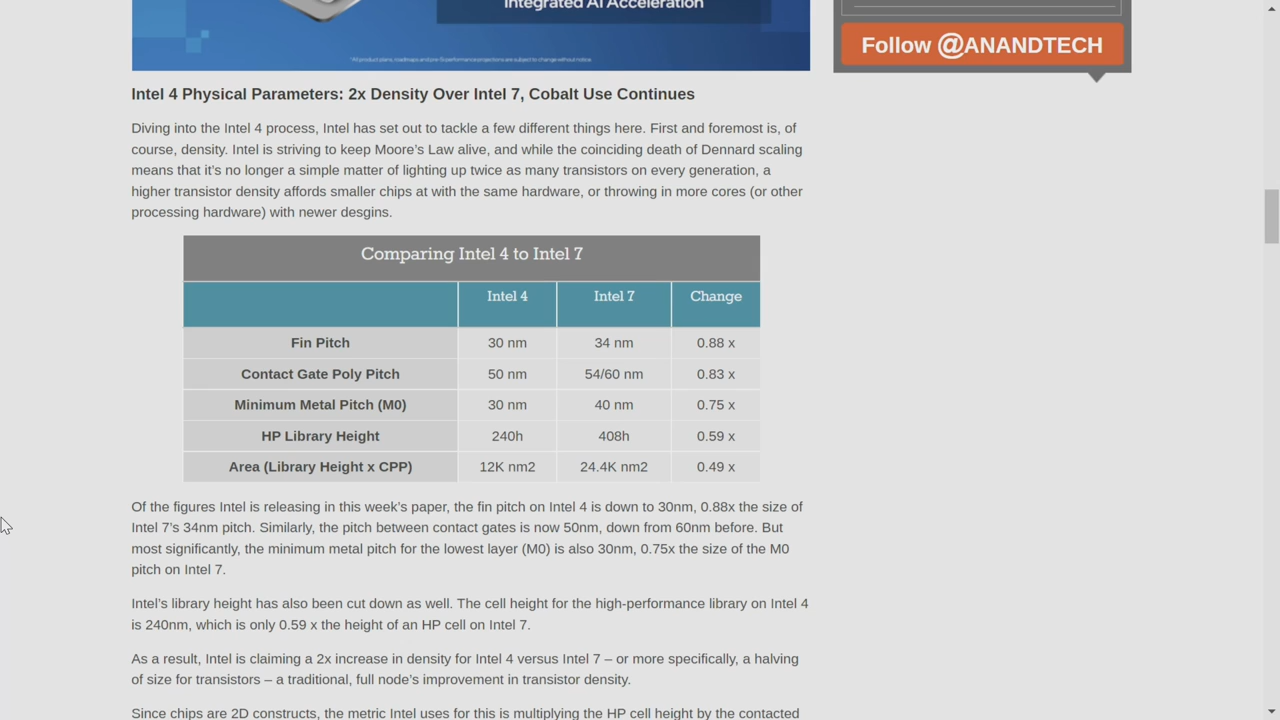 Integrated AI Acceleration
*All product plans, roadmaps and pre-Si performance projections are subject to change without notice.
Follow @ANANDTECH
Intel 4 Physical Parameters: 2x Density Over Intel 7, Cobalt Use Continues
Diving into the Intel 4 process, Intel has set out to tackle a few different things here. First and foremost is, of
course, density. Intel is striving to keep Moore's Law alive, and while the coinciding death of Dennard scaling
means that it's no longer a simple matter of lighting up twice as many transistors on every generation, a
higher transistor density affords smaller chips at with the same hardware, or throwing in more cores (or other
processing hardware) with newer desgins.
Comparing Intel 4 to Intel 7
Intel 4 Intel 7 Change
Fin Pitch 30 nm 34 nm 0.88 x
Contact Gate Poly Pitch 50 nm 54/60 nm 0.83 x
Minimum Metal Pitch (M0) 30 nm 40 nm 0.75 x
HP Library Height 240h 408h 0.59 x
Area (Library Height x CPP) 12K nm2 24.4K nm2 0.49 x
Of the figures Intel is releasing in this week's paper, the fin pitch on Intel 4 is down to 30nm, 0.88x the size of
Intel 7's 34nm pitch. Similarly, the pitch between contact gates is now 50nm, down from 60nm before. But
most significantly, the minimum metal pitch for the lowest layer (M0) is also 30nm, 0.75x the size of the M0
pitch on Intel 7.
Intel's library height has also been cut down as well. The cell height for the high-performance library on Intel 4
is 240nm, which is only 0.59 x the height of an HP cell on Intel 7.
As a result, Intel is claiming a 2x increase in density for Intel 4 versus Intel 7 – or more specifically, a halving
of size for transistors – a traditional, full node's improvement in transistor density.
Since chips are 2D constructs, the metric Intel uses for this is multiplying the HP cell height by the contacted